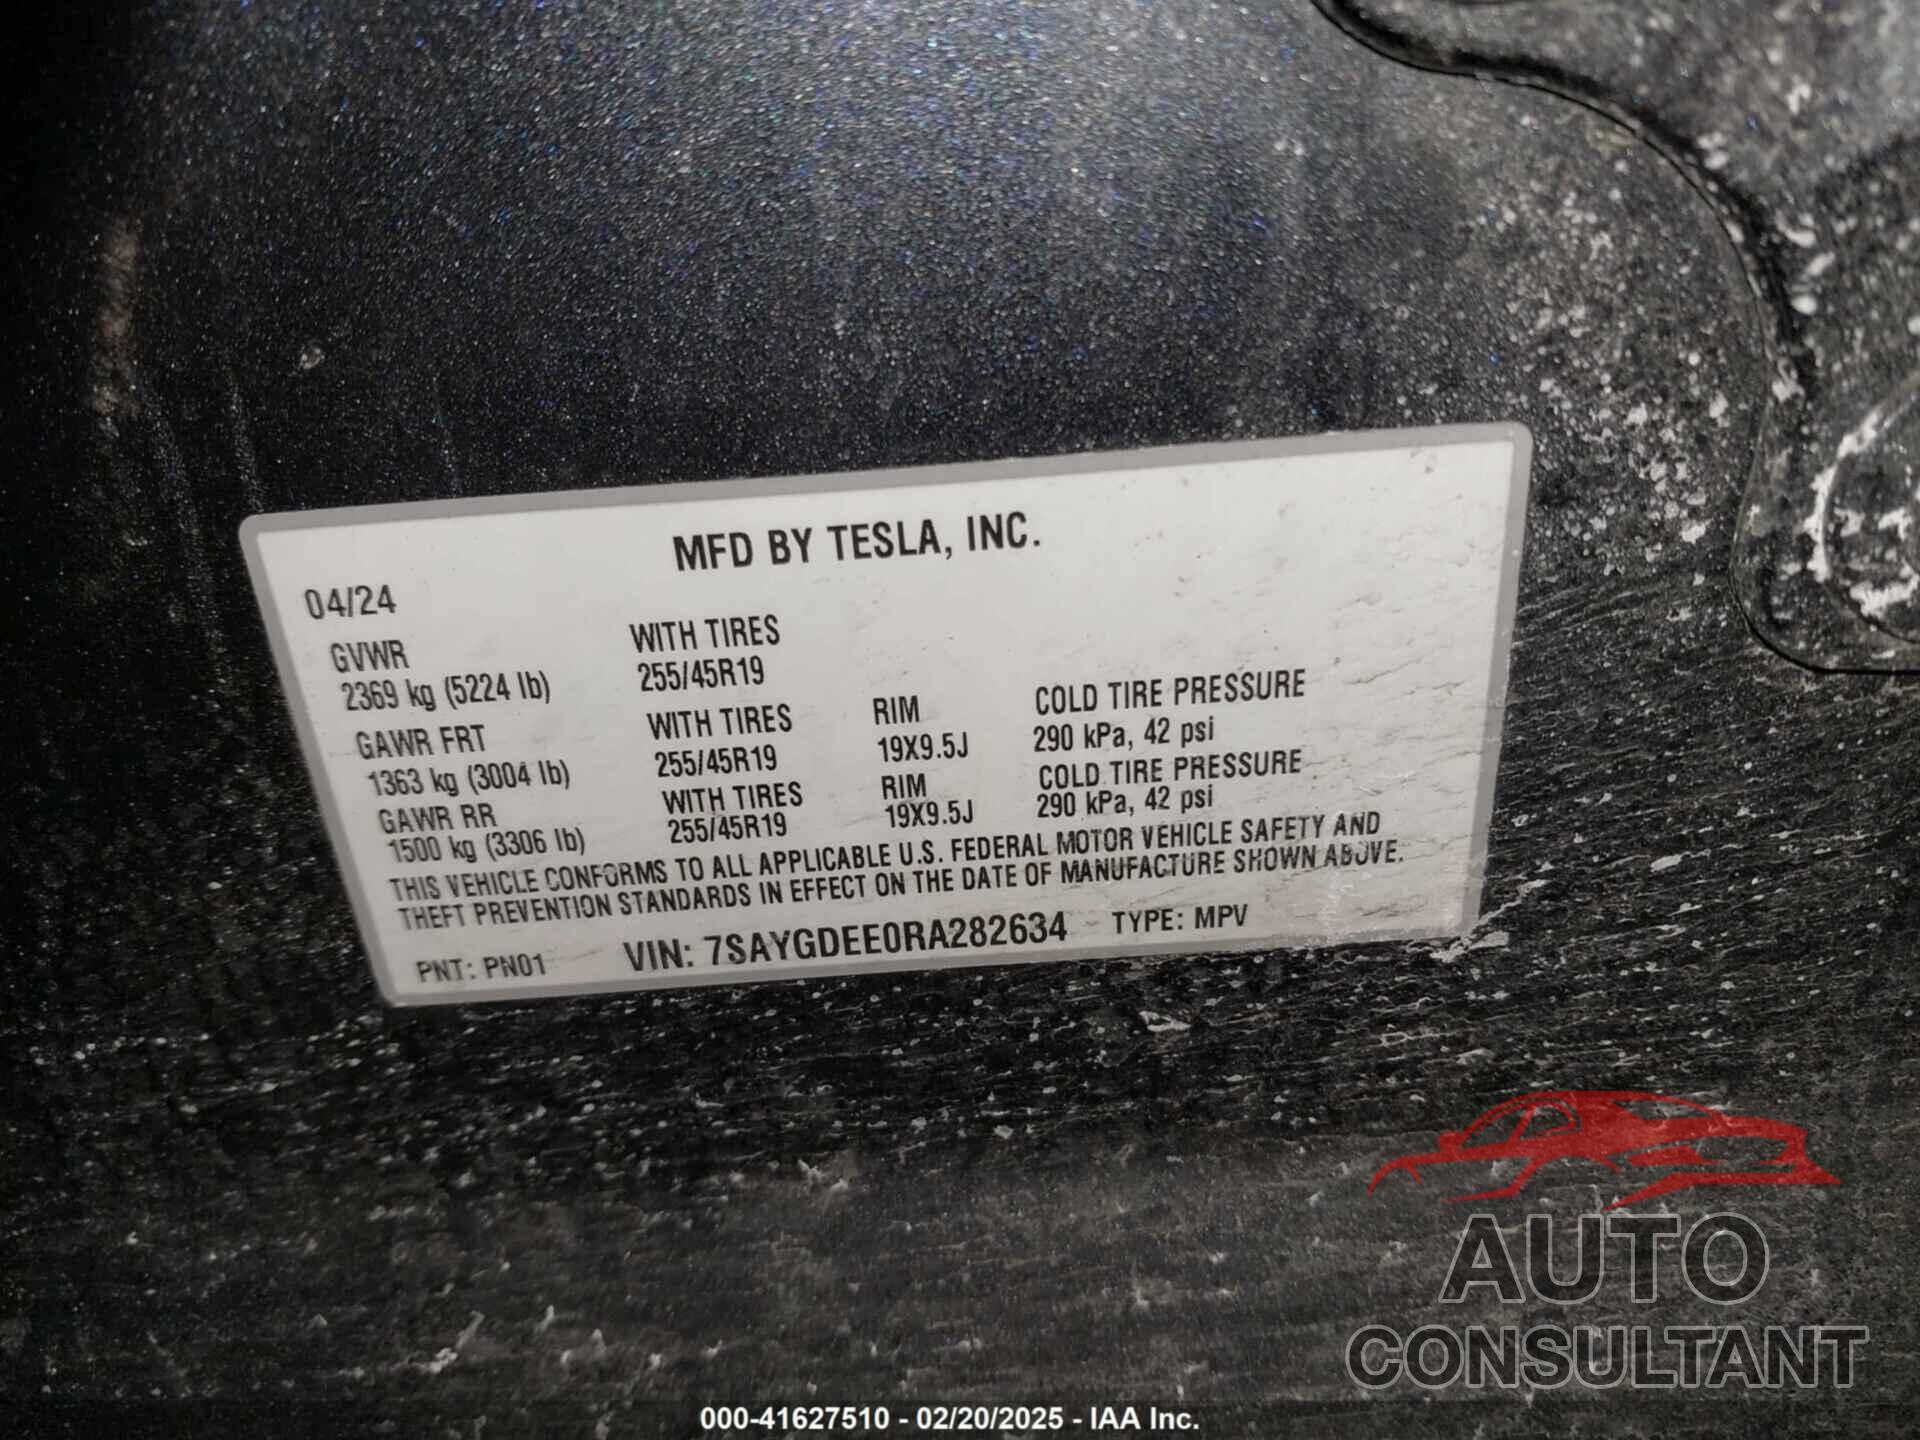 MFD BY TESLA, INC.
04/24
GVWR WITH TIRES
2369 kg (5224 lb) 255/45R19
GAWR FRT WITH TIRES RIM COLD TIRE PRESSURE
1363 kg (3004 lb) 255/45R19 19X9.5J 290 kPa, 42 psi
GAWR RR WITH TIRES RIM COLD TIRE PRESSURE
1500 kg (3306 lb) 255/45R19 19X9.5J 290 kPa, 42 psi
THIS VEHICLE CONFORMS TO ALL APPLICABLE U.S. FEDERAL MOTOR VEHICLE SAFETY AND
THEFT PREVENTION STANDARDS IN EFFECT ON THE DATE OF MANUFACTURE SHOWN ABOVE.
PNT: PN01 VIN: 7SAYGDEE0RA282634 TYPE: MPV
AUTO
CONSULTANT
000-41627510 - 02/20/2025 - IAA Inc.